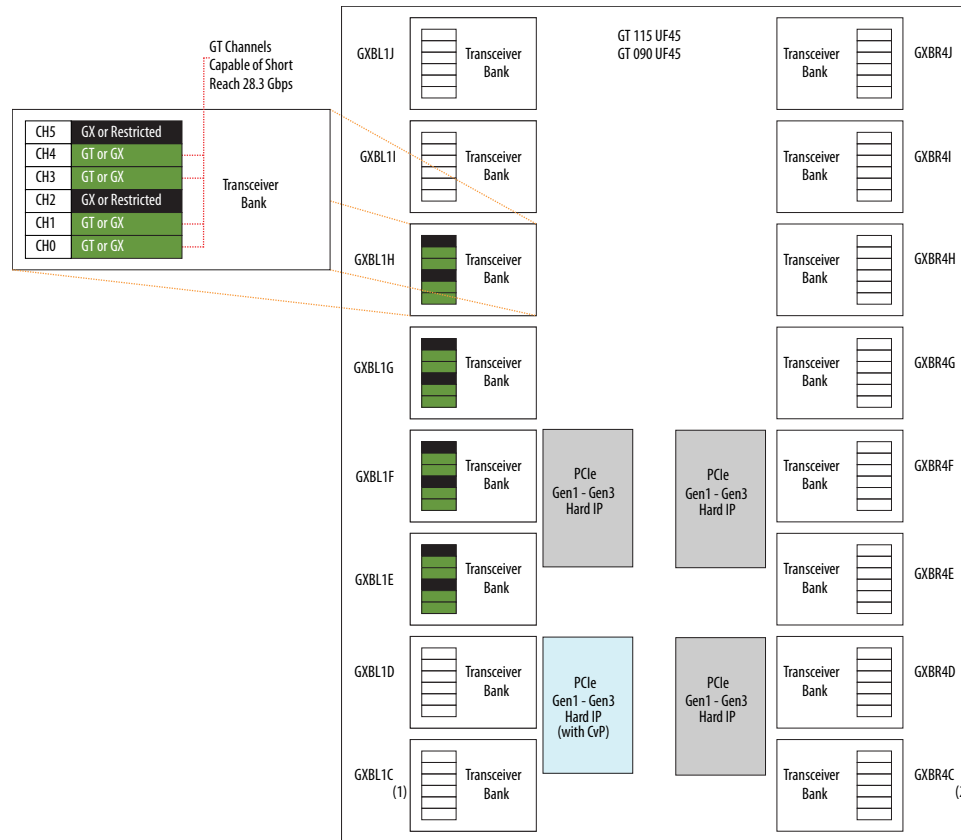 GT Channels
Capable of Short
Reach 28.3 Gbps
CH5 GX or Restricted
CH4 GT or GX
CH3 GT or GX
CH2 GX or Restricted
CH1 GT or GX
CH0 GT or GX
Transceiver
Bank
GT 115 UF45
GT 090 UF45
GXBL1J
Transceiver
Bank
Transceiver
Bank
GXBR4J
GXBL1I
Transceiver
Bank
Transceiver
Bank
GXBR4I
GXBL1H
Transceiver
Bank
Transceiver
Bank
GXBR4H
GXBL1G
Transceiver
Bank
Transceiver
Bank
GXBR4G
GXBL1F
Transceiver
Bank
PCIe
Gen1 - Gen3
Hard IP
PCIe
Gen1 - Gen3
Hard IP
Transceiver
Bank
GXBR4F
GXBL1E
Transceiver
Bank
Transceiver
Bank
GXBR4E
GXBL1D
Transceiver
Bank
PCIe
Gen1 - Gen3
Hard IP
(with CvP)
PCIe
Gen1 - Gen3
Hard IP
Transceiver
Bank
GXBR4D
GXBL1C
(1)
Transceiver
Bank
Transceiver
Bank
GXBR4C